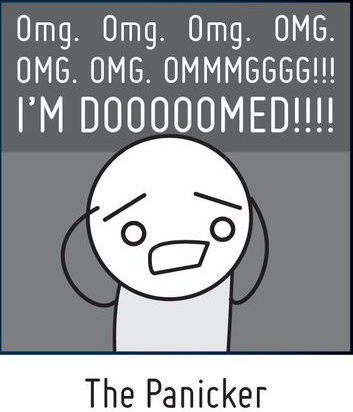 Omg. Omg. Omg. OMG.
OMG. OMG. OMMMGGGG!!!
I'M DOOOOOMED!!!!
The Panicker